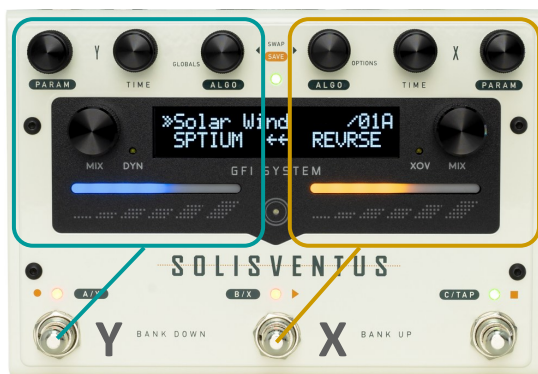 Y
SWAP
X
GLOBALS
SAVE
OPTIONS
PARAM
TIME
ALGO
ALGO
TIME
PARAM
»Solar Wind /01A
SPTIUM ←← REVRSE
MIX
DYN
GFI SYSTEM
XOV
MIX
SOLISVENTUS
A/Y
B/X
C/TAP
Y
BANK DOWN
X
BANK UP